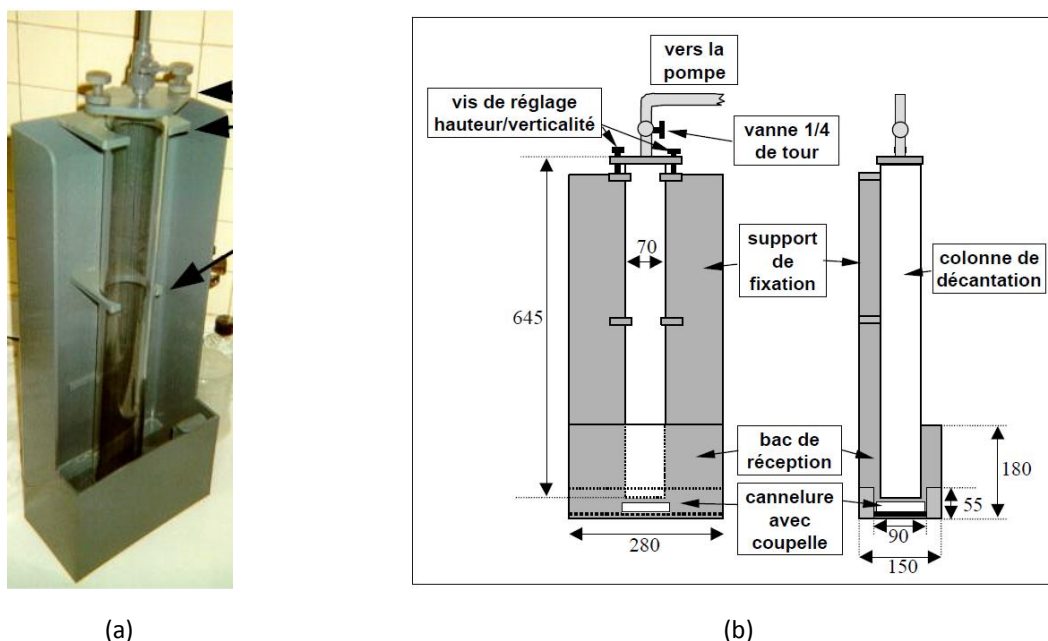 vers la
pompe
vis de réglage
hauteur/verticalité
vanne 1/4
de tour
70
support
de
fixation
colonne de
décantation
645
bac de
réception
180
cannelure
avec
coupelle
55
90
280
150
(a)
(b)